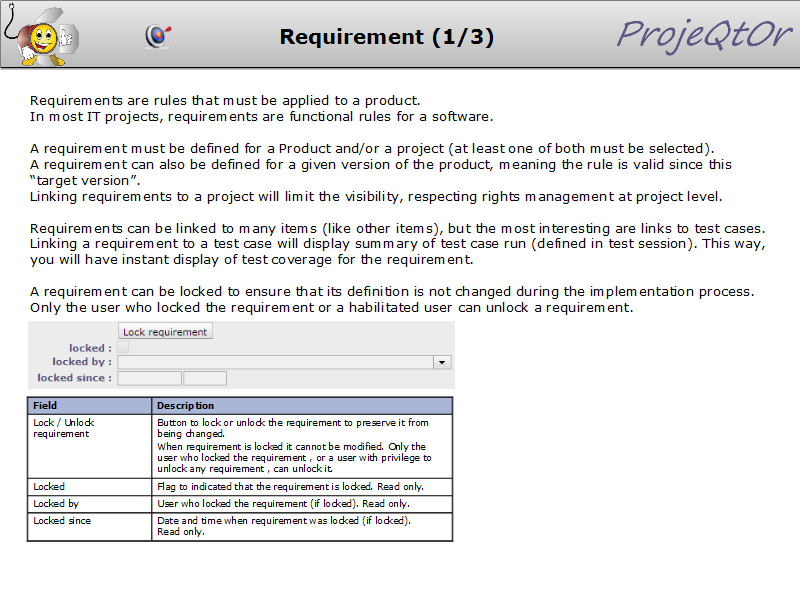 Requirement (1/3)
ProjeQtOr
Requirements are rules that must be applied to a product.
In most IT projects, requirements are functional rules for a software.
A requirement must be defined for a Product and/or a project (at least one of both must be selected).
A requirement can also be defined for a given version of the product, meaning the rule is valid since this
“target version”.
Linking requirements to a project will limit the visibility, respecting rights management at project level.
Requirements can be linked to many items (like other items), but the most interesting are links to test cases.
Linking a requirement to a test case will display summary of test case run (defined in test session). This way,
you will have instant display of test coverage for the requirement.
A requirement can be locked to ensure that its definition is not changed during the implementation process.
Only the user who locked the requirement or a habilitated user can unlock a requirement.
Lock requirement
locked :
locked by :
locked since :
Field Description
Lock / Unlock
requirement
Button to lock or unlock the requirement to preserve it from
being changed.
When requirement is locked it cannot be modified. Only the
user who locked the requirement , or a user with privilege to
unlock any requirement , can unlock it.
Locked Flag to indicated that the requirement is locked. Read only.
Locked by User who locked the requirement (if locked). Read only.
Locked since Date and time when requirement was locked (if locked).
Read only.